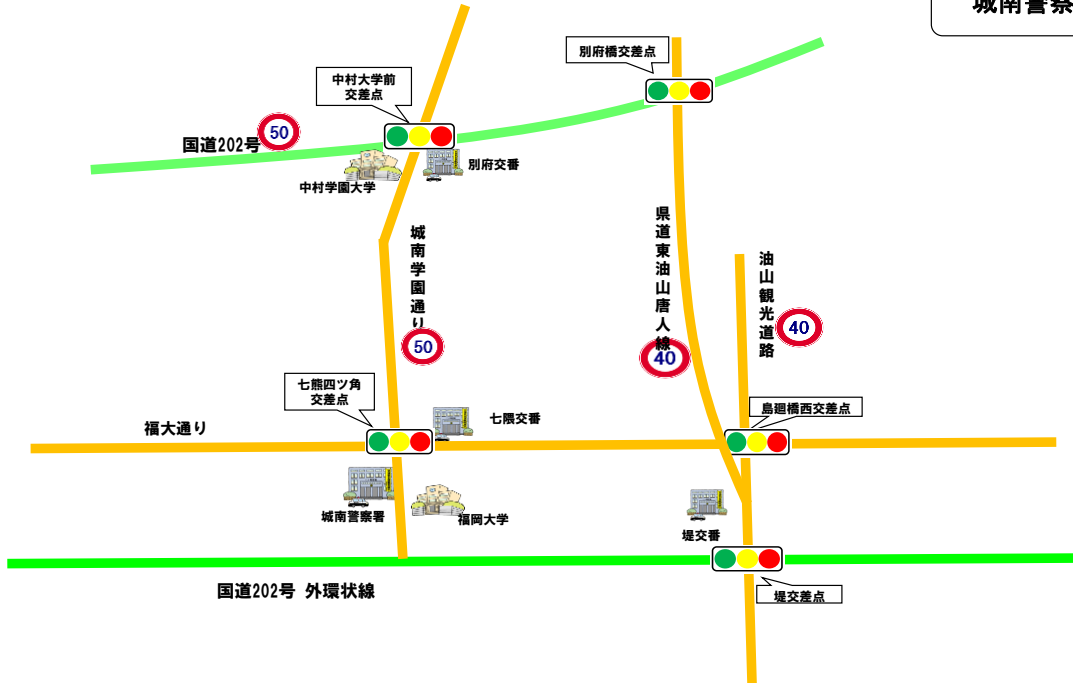 城南警察
別府橋交差点
中村大学前
交差点
50
国道202号
別府交番
中村学園大学
城南学園通り
県道東油山唐人線
油山観光道路
50
40
40
七熊四ツ角
交差点
島廻橋西交差点
七隈交番
福大通り
城南警察署
福岡大学
堤交番
国道202号 外環状線
堤交差点